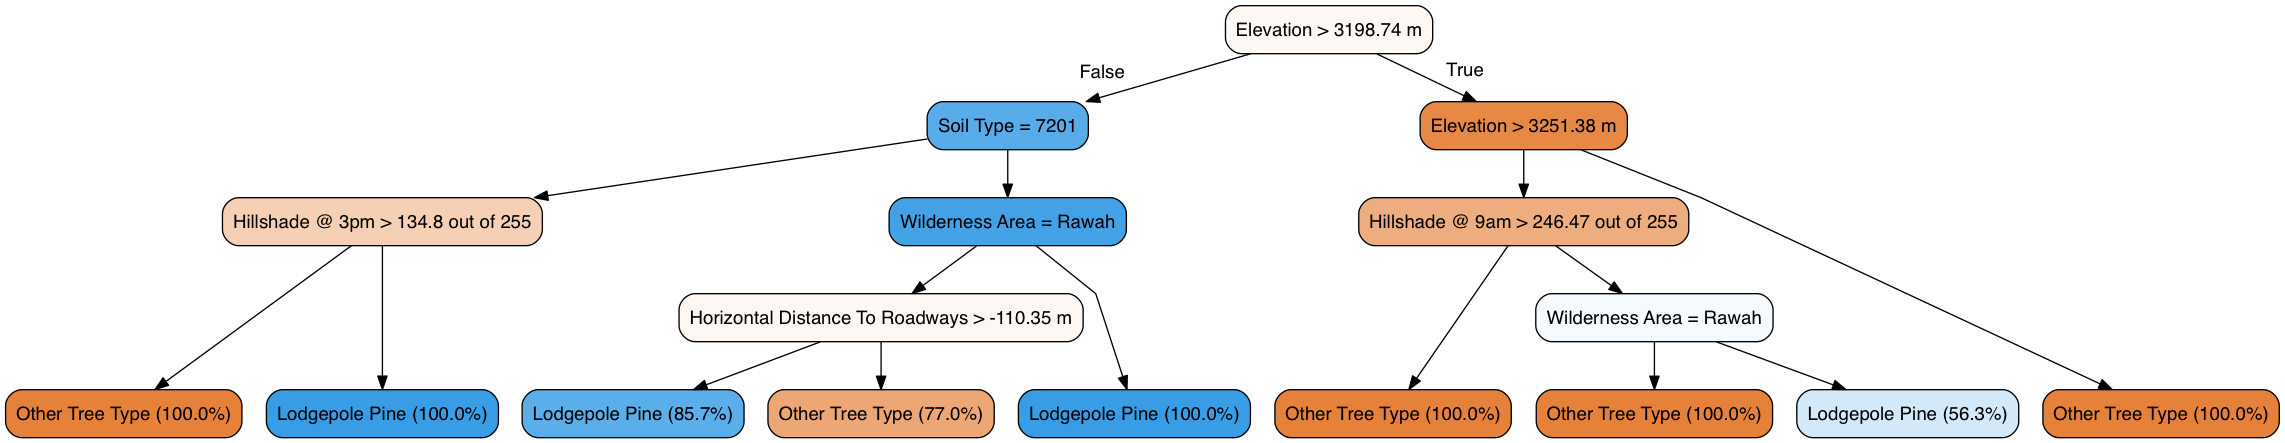 Elevation > 3198.74 m
False
True
Soil Type = 7201
Elevation > 3251.38 m
Hillshade @ 3pm > 134.8 out of 255
Wilderness Area = Rawah
Hillshade @ 9am > 246.47 out of 255
Horizontal Distance To Roadways > -110.35 m
Wilderness Area = Rawah
Other Tree Type (100.0%)
Lodgepole Pine (100.0%)
Lodgepole Pine (85.7%)
Other Tree Type (77.0%)
Lodgepole Pine (100.0%)
Other Tree Type (100.0%)
Other Tree Type (100.0%)
Lodgepole Pine (56.3%)
Other Tree Type (100.0%)